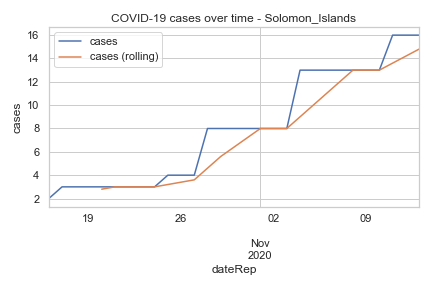 COVID-19 cases over time - Solomon_Islands
cases
cases (rolling)
16
14
12
10
8
6
4
2
cases
19
26
02
09
Nov
2020
dateRep